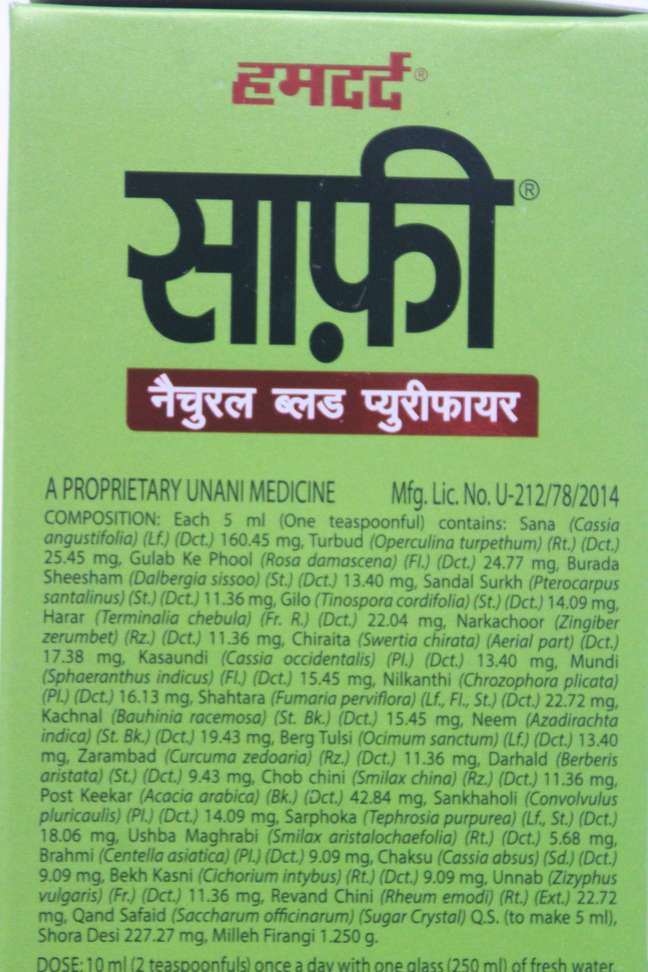 हमदर्द®
साफ़ी®
नैचुरल ब्लड प्युरीफायर
A PROPRIETARY UNANI MEDICINE Mfg. Lic. No. U-212/78/2014
COMPOSITION: Each 5 ml (One teaspoonful) contains: Sana (Cassia
angustifolia) (Lf.) (Dct.) 160.45 mg, Turbud (Operculina turpethum) (Rt.) (Dct.)
25.45 mg, Gulab Ke Phool (Rosa damascena) (Fl.) (Dct.) 24.77 mg, Burada
Sheesham (Dalbergia sissoo) (St.) (Dct.) 13.40 mg, Sandal Surkh (Pterocarpus
santalinus) (St.) (Dct.) 11.36 mg, Gilo (Tinospora cordifolia) (St.) (Dct.) 14.09 mg,
Harar (Terminalia chebula) (Fr. R.) (Dct.) 22.04 mg, Narkachoor (Zingiber
zerumbet) (Rz.) (Dct.) 11.36 mg, Chiraita (Swertia chirata) (Aerial part) (Dct.)
17.38 mg, Kasaundi (Cassia occidentalis) (Pl.) (Dct.) 13.40 mg, Mundi
(Sphaeranthus indicus) (Fl.) (Dct.) 15.45 mg, Nilkanthi (Chrozophora plicata)
(Pl.) (Dct.) 16.13 mg, Shahtara (Fumaria perviflora) (Lf., Fl., St.) (Dct.) 22.72 mg,
Kachnal (Bauhinia racemosa) (St. Bk.) (Dct.) 15.45 mg, Neem (Azadirachta
indica) (St. Bk.) (Dct.) 19.43 mg, Berg Tulsi (Ocimum sanctum) (Lf.) (Dct.) 13.40
mg, Zarambad (Curcuma zedoaria) (Rz.) (Dct.) 11.36 mg, Darhald (Berberis
aristata) (St.) (Dct.) 9.43 mg, Chob chini (Smilax china) (Rz.) (Dct.) 11.36 mg,
Post Keekar (Acacia arabica) (Bk.) (Dct.) 42.84 mg, Sankhaholi (Convolvulus
pluricaulis) (Pl.) (Dct.) 14.09 mg, Sarphoka (Tephrosia purpurea) (Lf., St.) (Dct.)
18.06 mg, Ushba Maghrabi (Smilax aristalochaefolia) (Rt.) (Dct.) 5.68 mg,
Brahmi (Centella asiatica) (Pl.) (Dct.) 9.09 mg, Chaksu (Cassia absus) (Sd.) (Dct.)
9.09 mg, Bekh Kasni (Cichorium intybus) (Rt.) (Dct.) 9.09 mg, Unnab (Zizyphus
vulgaris) (Fr.) (Dct.) 11.36 mg, Revand Chini (Rheum emodi) (Rt.) (Ext.) 22.72
mg, Qand Safaid (Saccharum officinarum) (Sugar Crystal) Q.S. (to make 5 ml),
Shora Desi 227.27 mg, Milleh Firangi 1.250 g.
DOSE: 10 ml (2 teaspoonfuls) once a day with one glass (250 ml) of fresh water.